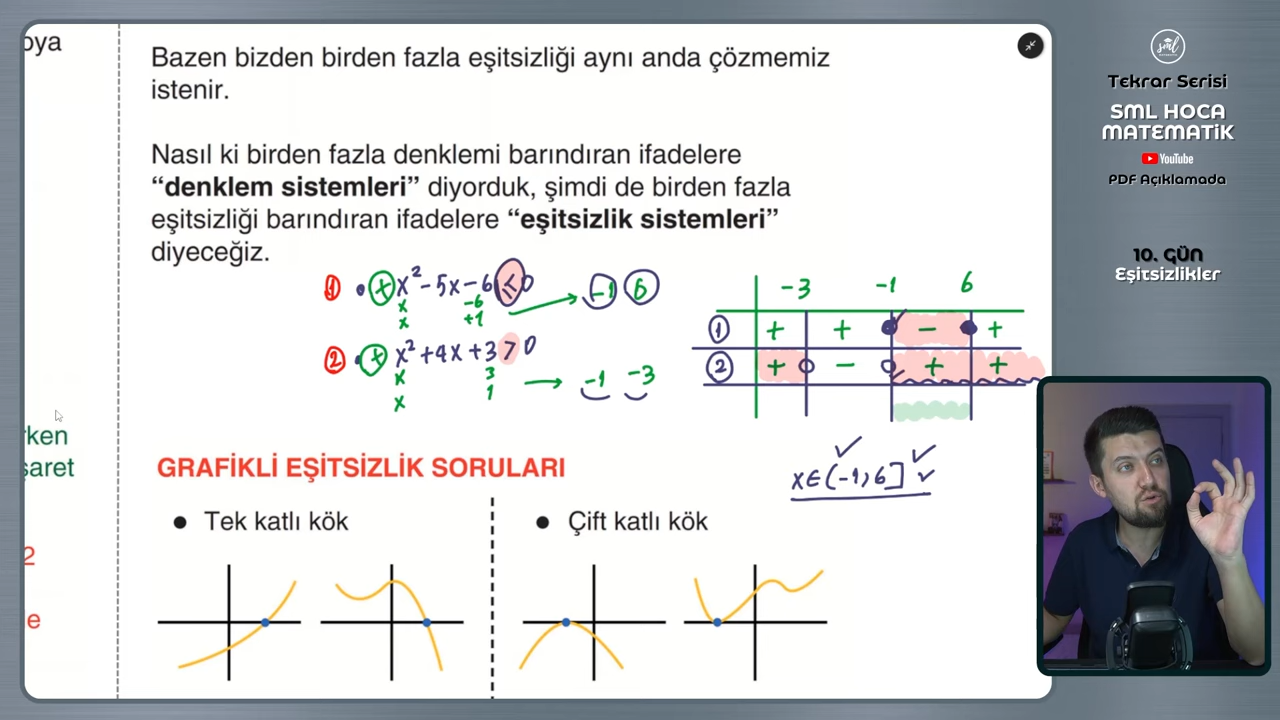 oya
Bazen bizden birden fazla eşitsizliği aynı anda çözmemiz
istenir.
Nasıl ki birden fazla denklemi barındıran ifadelere
“denklem sistemleri” diyorduk, şimdi de birden fazla
eşitsizliği barındıran ifadelere “eşitsizlik sistemleri”
diyeceğiz.
1 • + x² - 5x - 6 ≤ 0
x -6
x +1
-1 6
2 • + x² + 4x + 3 > 0
x 3
x 1
-1 -3
-3 -1 6
1 + + - +
2 + - + +
x ∈ (-1, 6]
rken
şaret
2
e
GRAFİKLİ EŞİTSİZLİK SORULARI
• Tek katlı kök
• Çift katlı kök
sml
Tekrar Serisi
SML HOCA
MATEMATİK
YouTube
PDF Açıklamada
10. GÜN
Eşitsizlikler